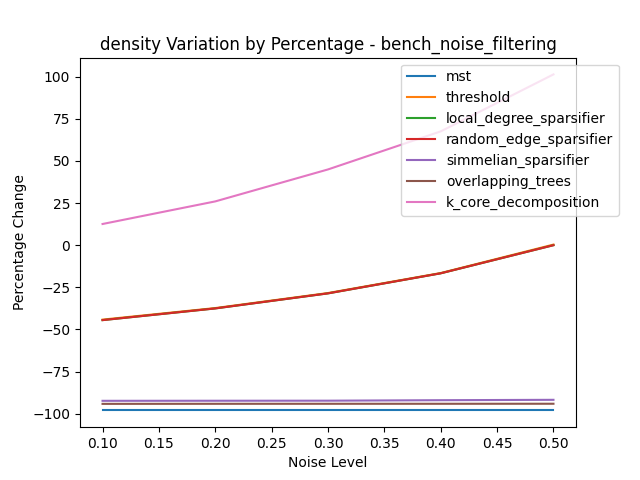 density Variation by Percentage - bench_noise_filtering
Percentage Change
100
75
50
25
0
−25
−50
−75
−100
mst
threshold
local_degree_sparsifier
random_edge_sparsifier
simmelian_sparsifier
overlapping_trees
k_core_decomposition
0.10 0.15 0.20 0.25 0.30 0.35 0.40 0.45 0.50
Noise Level